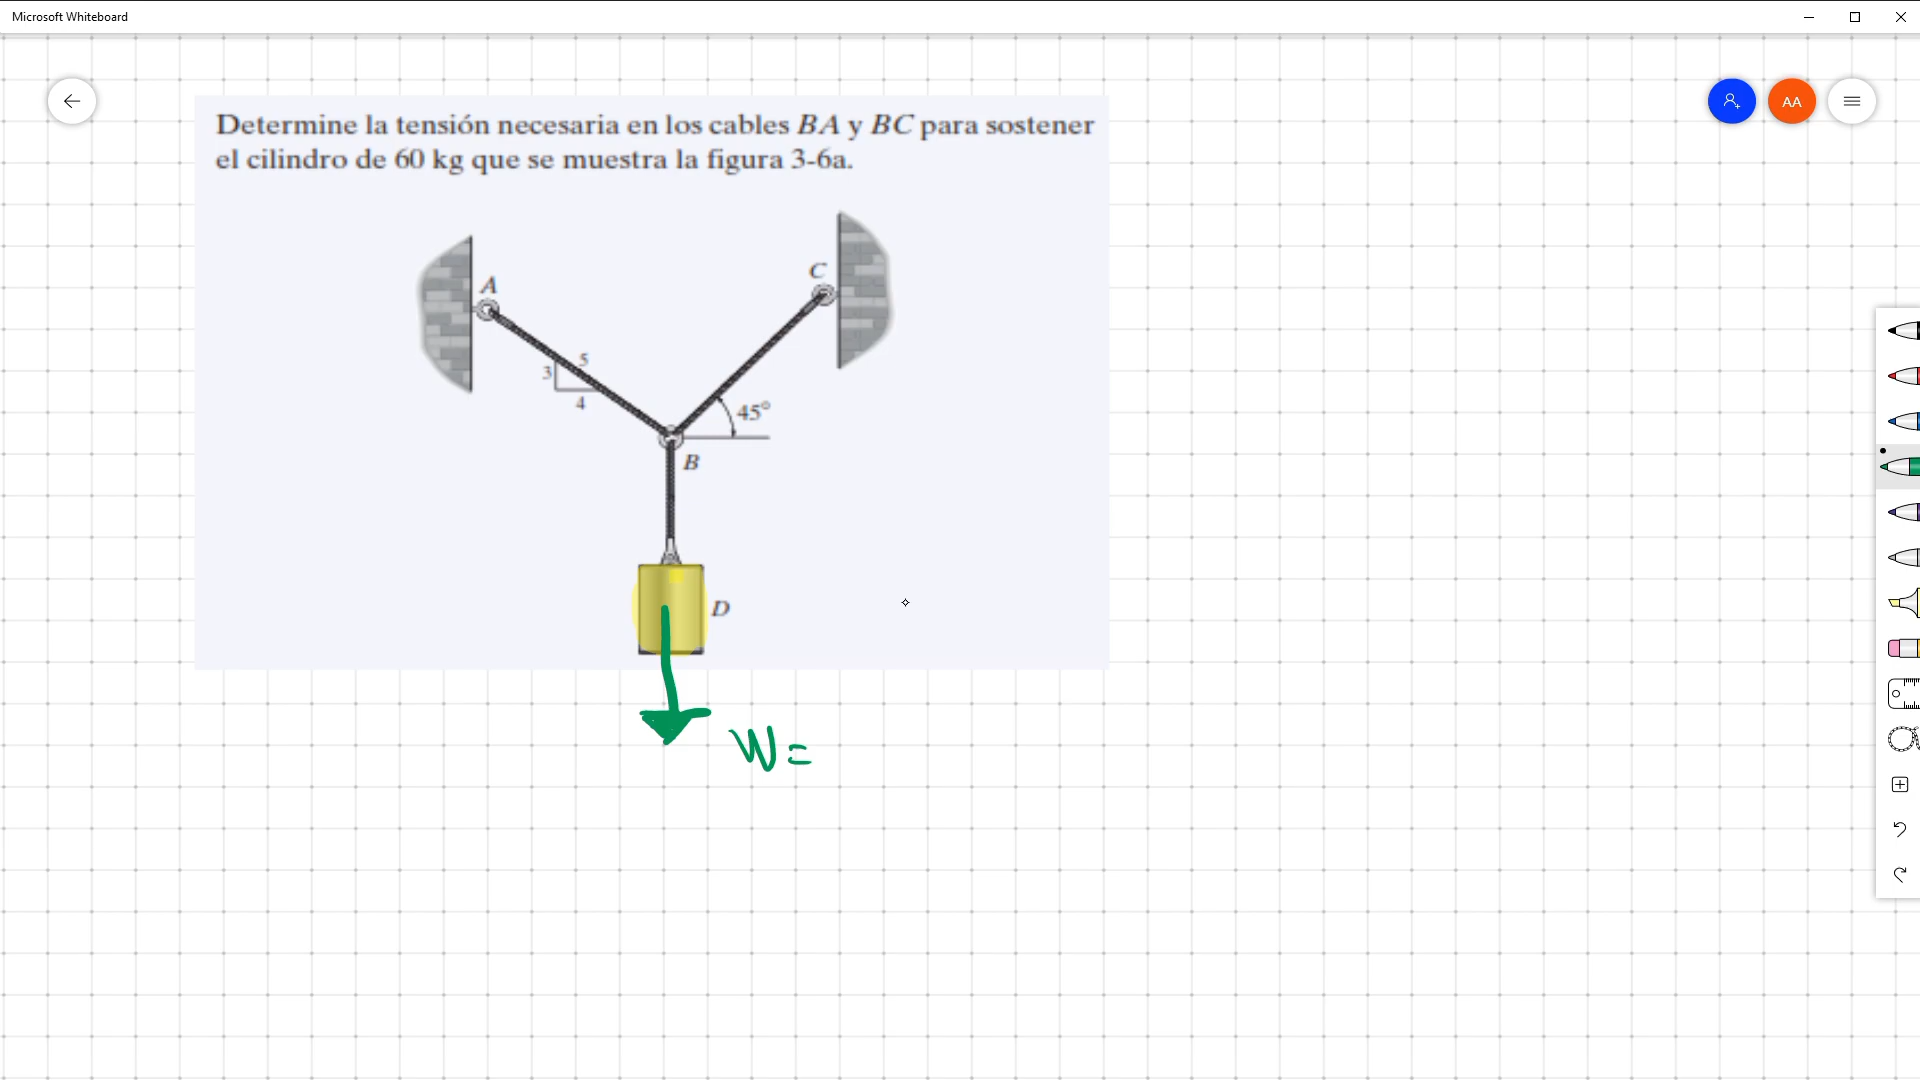 Microsoft Whiteboard
AA
Determine la tensión necesaria en los cables BA y BC para sostener
el cilindro de 60 kg que se muestra la figura 3-6a.
A
C
5
3
4
45°
B
D
W=